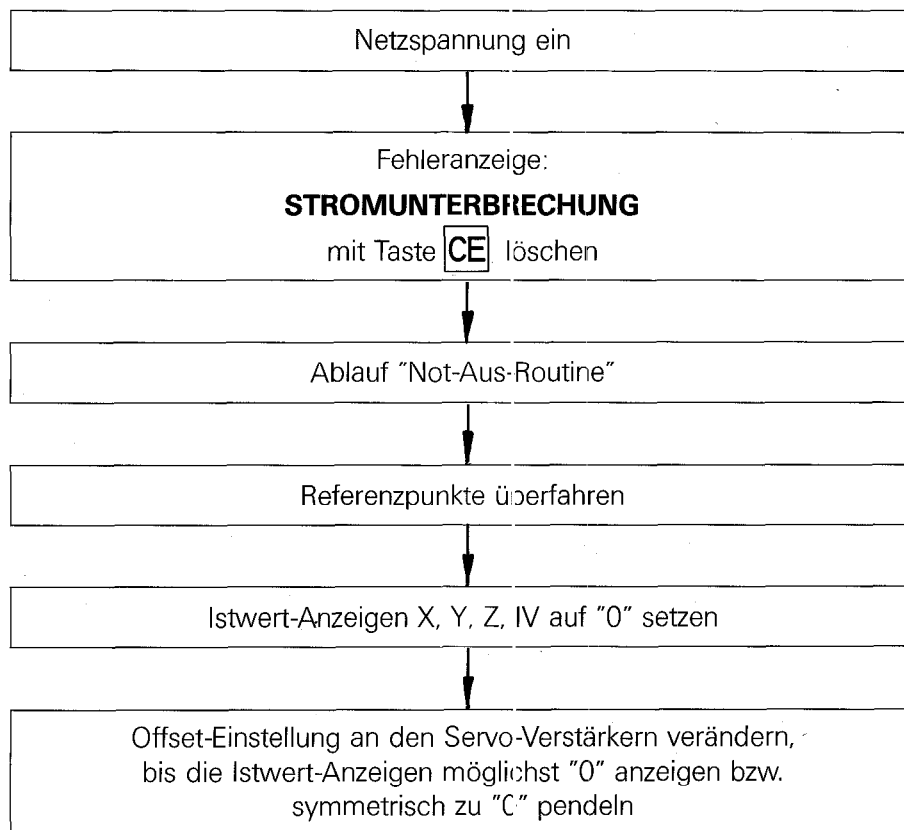 Netzspannung ein
Fehleranzeige:
STROMUNTERBRECHUNG
mit Taste CE löschen
Ablauf "Not-Aus-Routine"
Referenzpunkte überfahren
Istwert-Anzeigen X, Y, Z, IV auf "0" setzen
Offset-Einstellung an den Servo-Verstärkern verändern,
bis die Istwert-Anzeigen möglichst "0" anzeigen bzw.
symmetrisch zu "0" pendeln